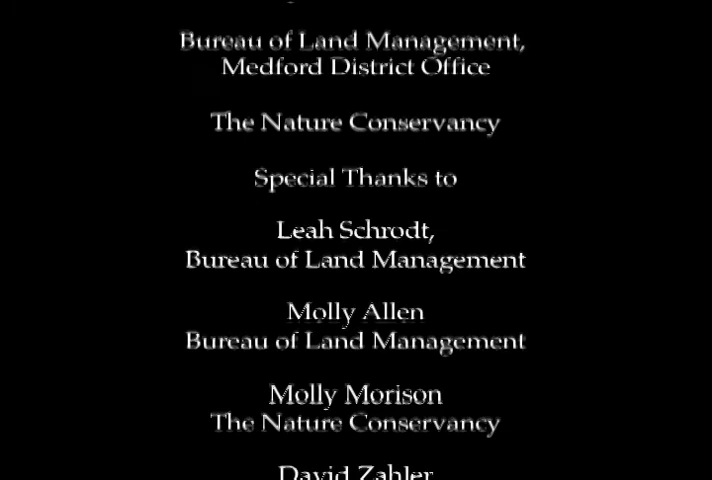 Bureau of Land Management,
Medford District Office
The Nature Conservancy
Special Thanks to
Leah Schrodt,
Bureau of Land Management
Molly Allen
Bureau of Land Management
Molly Morison
The Nature Conservancy
David Zahler